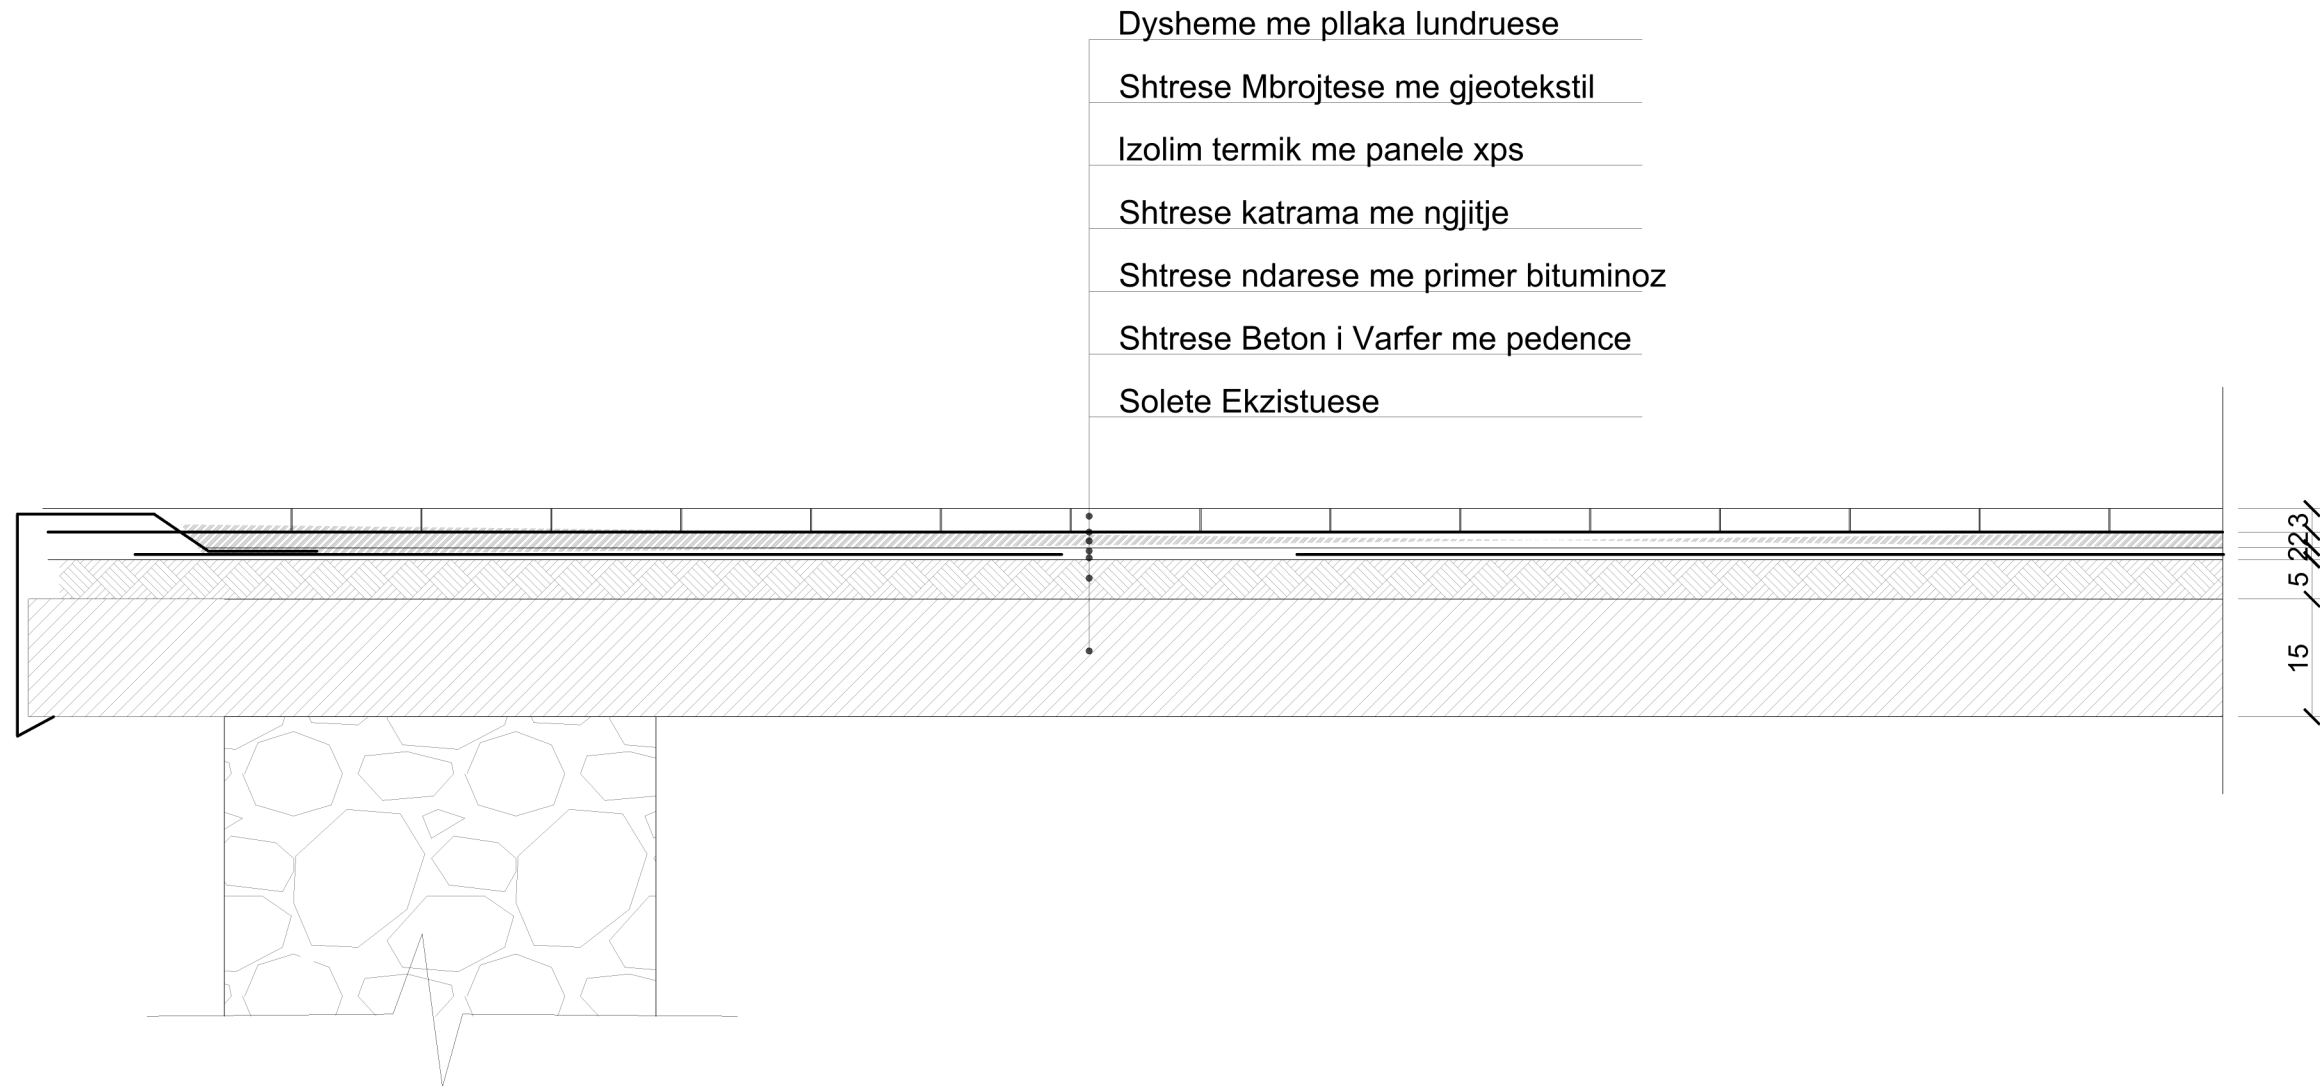 Dysheme me pllaka lundruese
Shtrese Mbrojtese me gjeotekstil
Izolim termik me panele xps
Shtrese katrama me ngjitje
Shtrese ndarese me primer bituminoz
Shtrese Beton i Varfer me pedence
Solete Ekzistuese
3
2
2
5
15